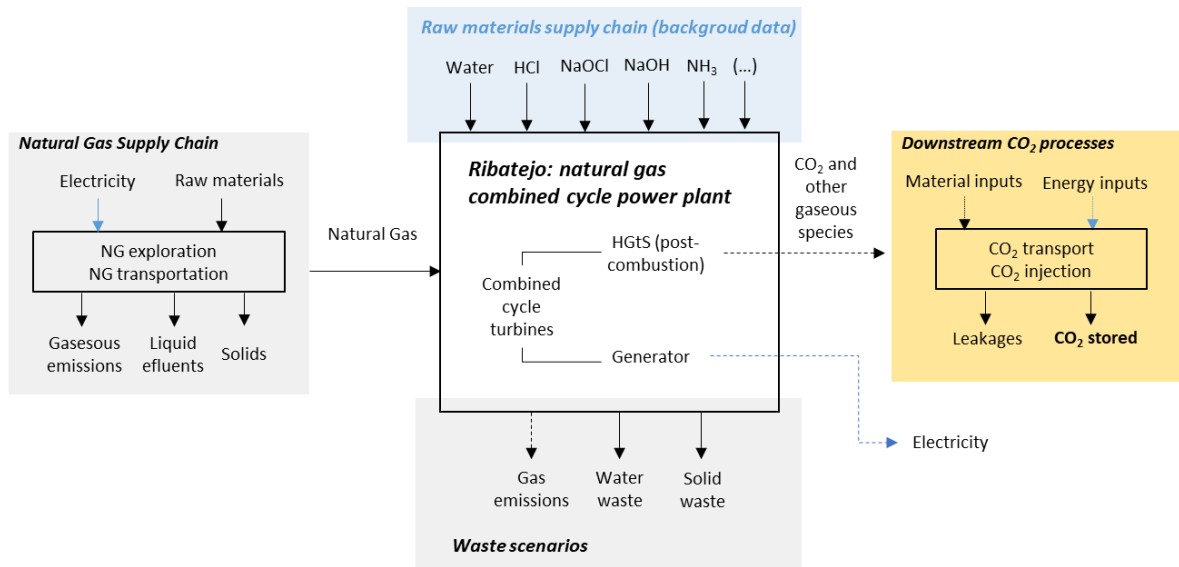 Raw materials supply chain (backgroud data)
Water HCl NaOCl NaOH NH3 (...)
Natural Gas Supply Chain
Electricity
Raw materials
NG exploration
NG transportation
Gaseseous
emissions
Liquid
efluents
Solids
Natural Gas
Ribatejo: natural gas
combined cycle power plant
HGtS (post-
combustion)
Combined
cycle
turbines
Generator
CO2 and
other
gaseous
species
Downstream CO2 processes
Material inputs
Energy inputs
CO2 transport
CO2 injection
Leakages
CO2 stored
Electricity
Gas
emissions
Water
waste
Solid
waste
Waste scenarios